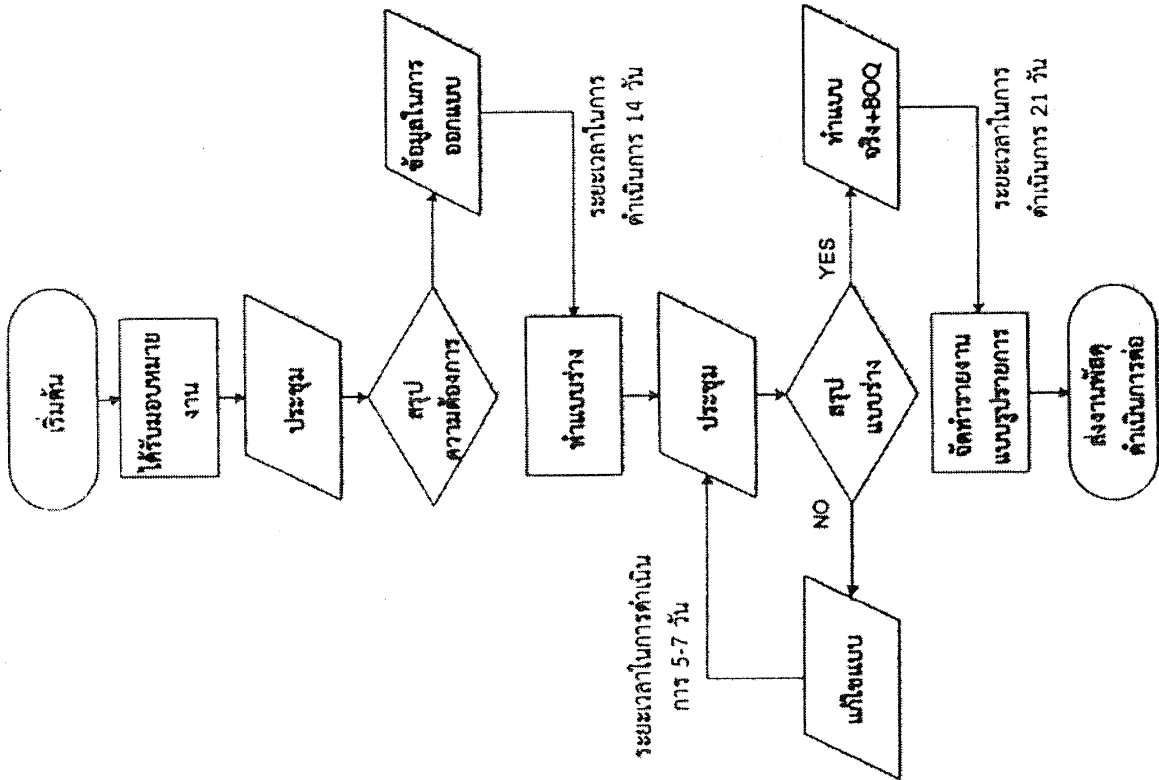 เริ่มต้น
ได้รับมอบหมาย
งาน
ประชุม
สรุป
ความต้องการ
ข้อมูลในการ
ออกแบบ
ระยะเวลาในการ
ดำเนินการ 14 วัน
ทำแบบร่าง
ประชุม
ระยะเวลาในการดำเนิน
การ 5-7 วัน
สรุป
แบบร่าง
NO
YES
แก้ไขแบบ
ทำแบบ
จริง+BOQ
ระยะเวลาในการ
ดำเนินการ 21 วัน
จัดทำรายงาน
แบบรูปรายการ
ส่งงานพัสดุ
ดำเนินการต่อ